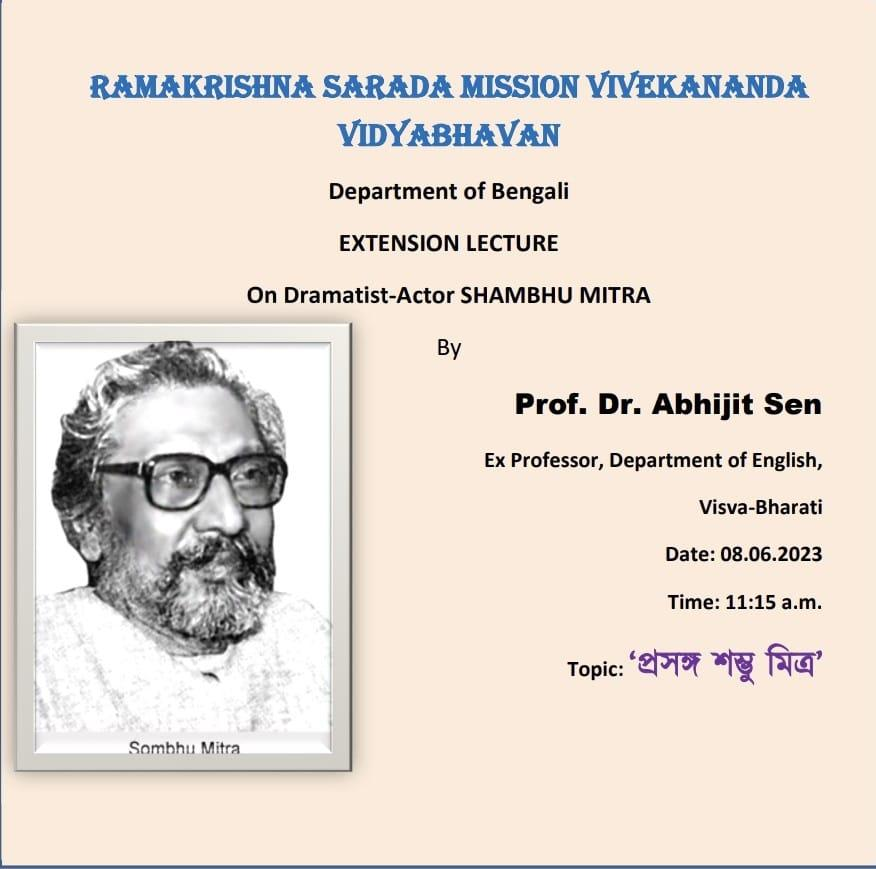 RAMAKRISHNA SARADA MISSION VIVEKANANDA
VIDYABHAVAN
Department of Bengali
EXTENSION LECTURE
On Dramatist-Actor SHAMBHU MITRA
By
Prof. Dr. Abhijit Sen
Ex Professor, Department of English,
Visva-Bharati
Date: 08.06.2023
Time: 11:15 a.m.
Topic: ‘প্রসঙ্গ শম্ভু মিত্র’
Sombhu Mitra